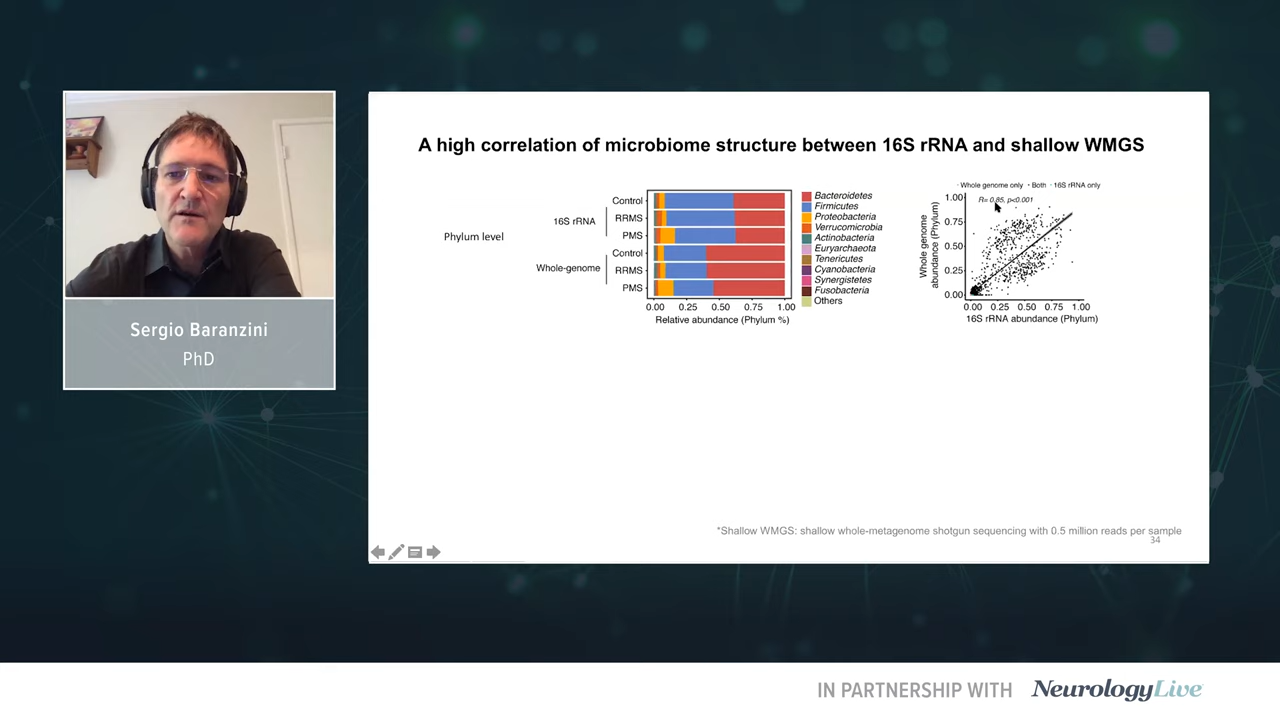 Sergio Baranzini
PhD
A high correlation of microbiome structure between 16S rRNA and shallow WMGS
Phylum level
16S rRNA
Whole-genome
Control
RRMS
PMS
Control
RRMS
PMS
0.00 0.25 0.50 0.75 1.00
Relative abundance (Phylum %)
Bacteroidetes
Firmicutes
Proteobacteria
Verrucomicrobia
Actinobacteria
Euryarchaeota
Tenericutes
Cyanobacteria
Synergistetes
Fusobacteria
Others
· Whole genome only · Both · 16S rRNA only
R= 0.85, p<0.001
Whole genome
abundance (Phylum)
1.00
0.75
0.50
0.25
0.00
0.00 0.25 0.50 0.75 1.00
16S rRNA abundance (Phylum)
*Shallow WMGS: shallow whole-metagenome shotgun sequencing with 0.5 million reads per sample
34
IN PARTNERSHIP WITH NeurologyLive